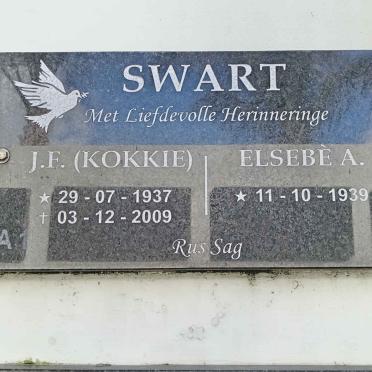 SWART
Met Liefdevolle Herinneringe
J.F. (KOKKIE) ELSEBÈ A.
★ 29 - 07 - 1937 ★ 11 - 10 - 1939
† 03 - 12 - 2009
Rus Sag